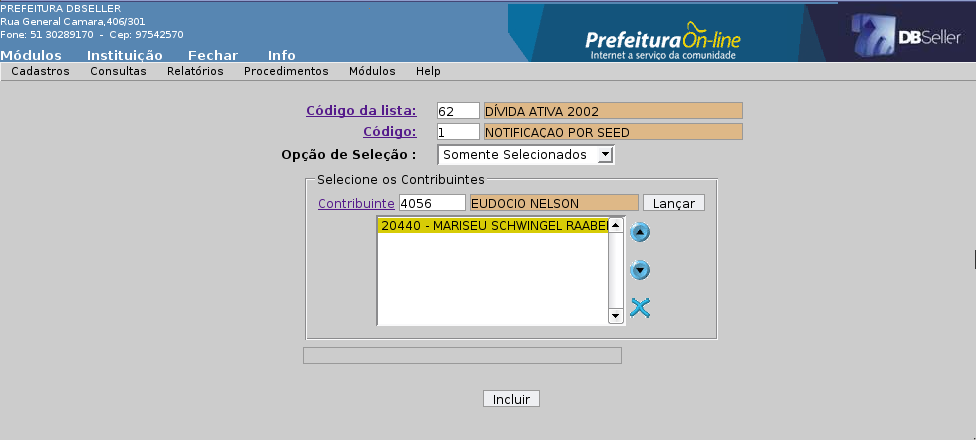 PREFEITURA DBSELLER
Rua General Camara,406/301
Fone: 51 30289170 - Cep: 97542570
Módulos Instituição Fechar Info
Prefeitura On-line
Internet a serviço da comunidade
DBSeller
Cadastros Consultas Relatórios Procedimentos Módulos Help
Código da lista: 62 DÍVIDA ATIVA 2002
Código: 1 NOTIFICACAO POR SEED
Opção de Seleção : Somente Selecionados
Selecione os Contribuintes
Contribuinte 4056 EUDOCIO NELSON Lançar
20440 - MARISEU SCHWINGEL RAABE
Incluir